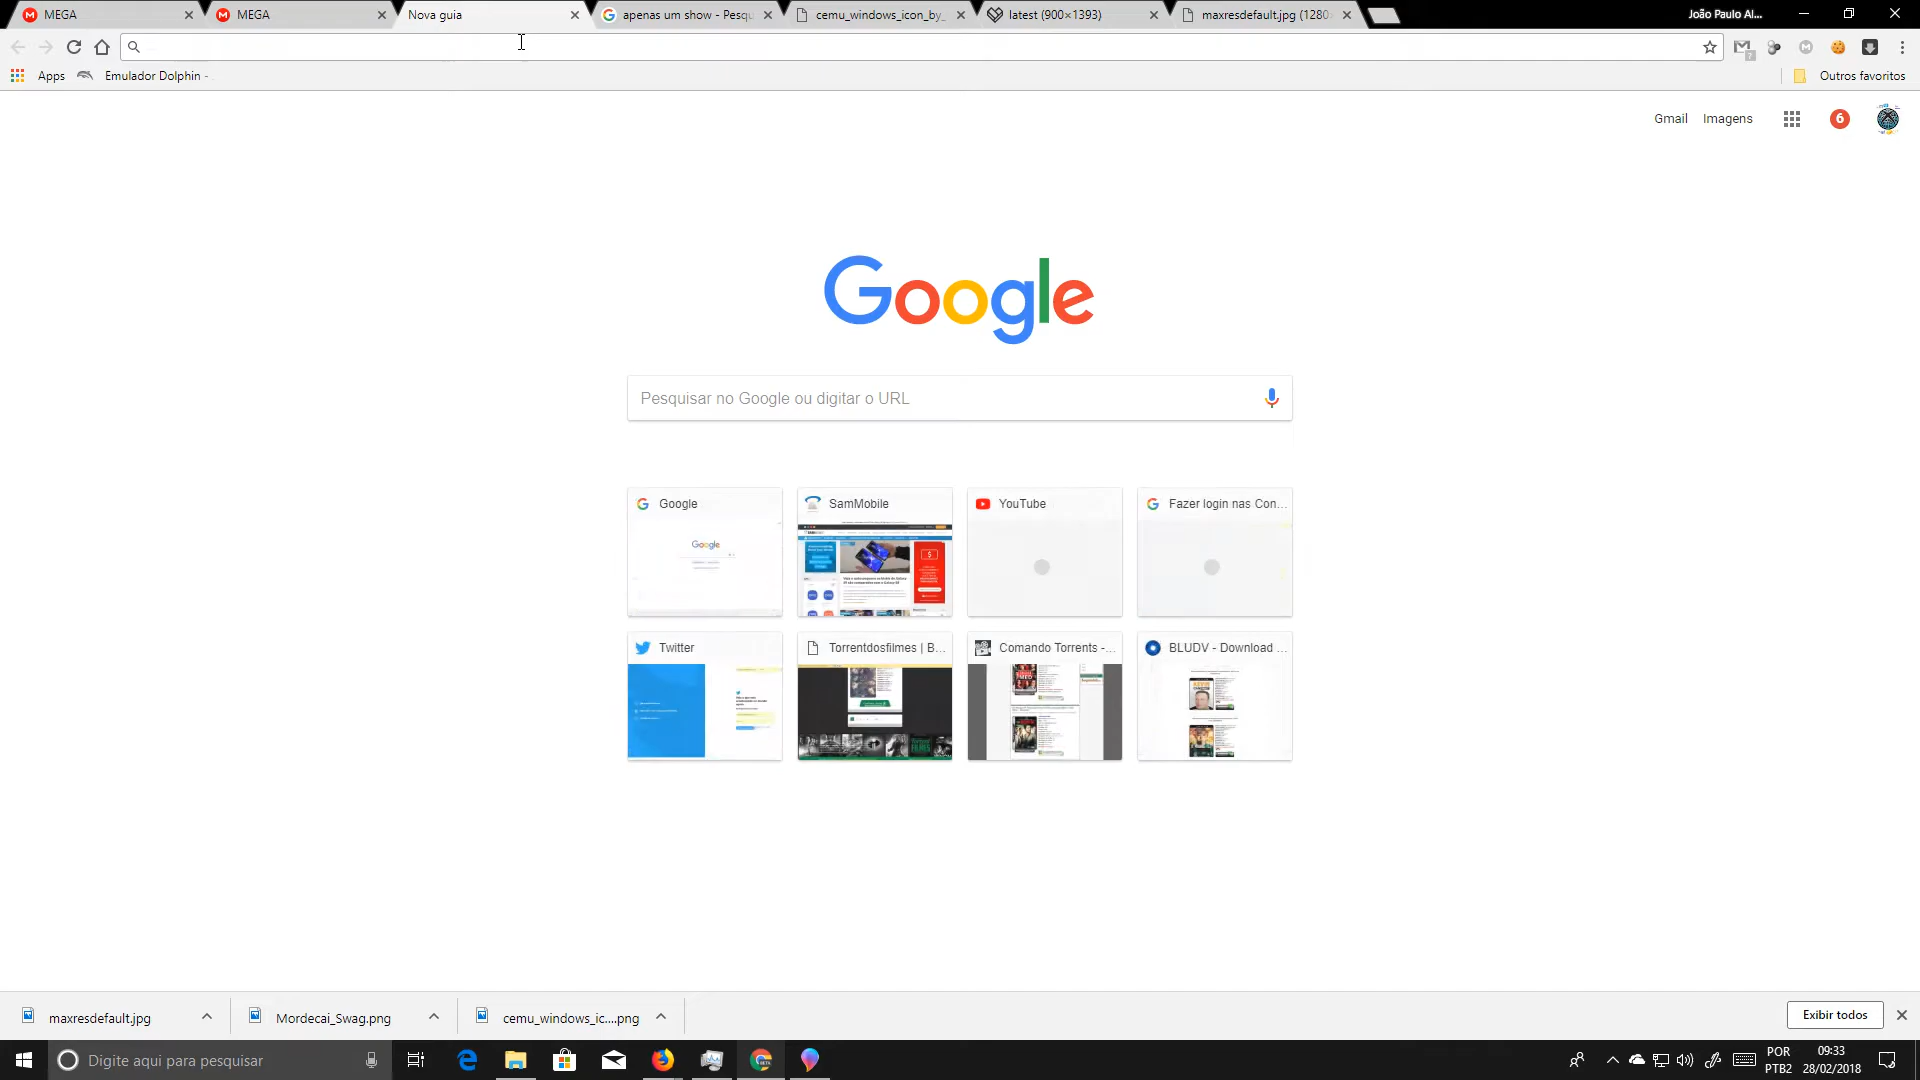 MEGA
MEGA
Nova guia
apenas um show - Pesqu
cemu_windows_icon_by_
latest (900×1393)
maxresdefault.jpg (1280
João Paulo Al...
Apps
Emulador Dolphin -
Outros favoritos
Gmail
Imagens
6
Google
Pesquisar no Google ou digitar o URL
Google
SamMobile
YouTube
Fazer login nas Con...
Google
Twitter
Torrentdosfilmes | B...
Comando Torrents -...
BLUDV - Download ...
maxresdefault.jpg
Mordecai_Swag.png
cemu_windows_ic....png
Exibir todos
Digite aqui para pesquisar
POR
PTB2
09:33
28/02/2018